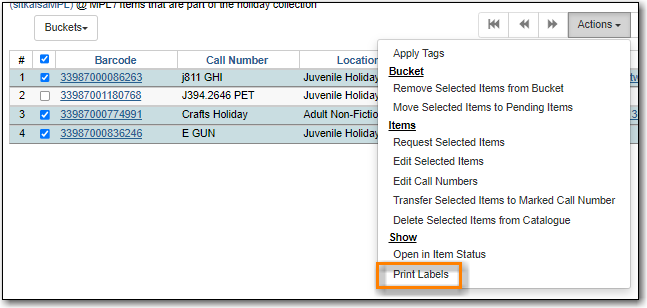 (sitkalsaMPL) @ MPL / Items that are part of the holiday collection
Buckets
Actions
# Barcode Call Number Location
1 33987000086263 j811 GHI Juvenile Holiday
2 33987001180768 J394.2646 PET Juvenile Holiday
3 33987000774991 Crafts Holiday Adult Non-Fiction
4 33987000836246 E GUN Juvenile Holiday
Apply Tags
Bucket
Remove Selected Items from Bucket
Move Selected Items to Pending Items
Items
Request Selected Items
Edit Selected Items
Edit Call Numbers
Transfer Selected Items to Marked Call Number
Delete Selected Items from Catalogue
Show
Open in Item Status
Print Labels